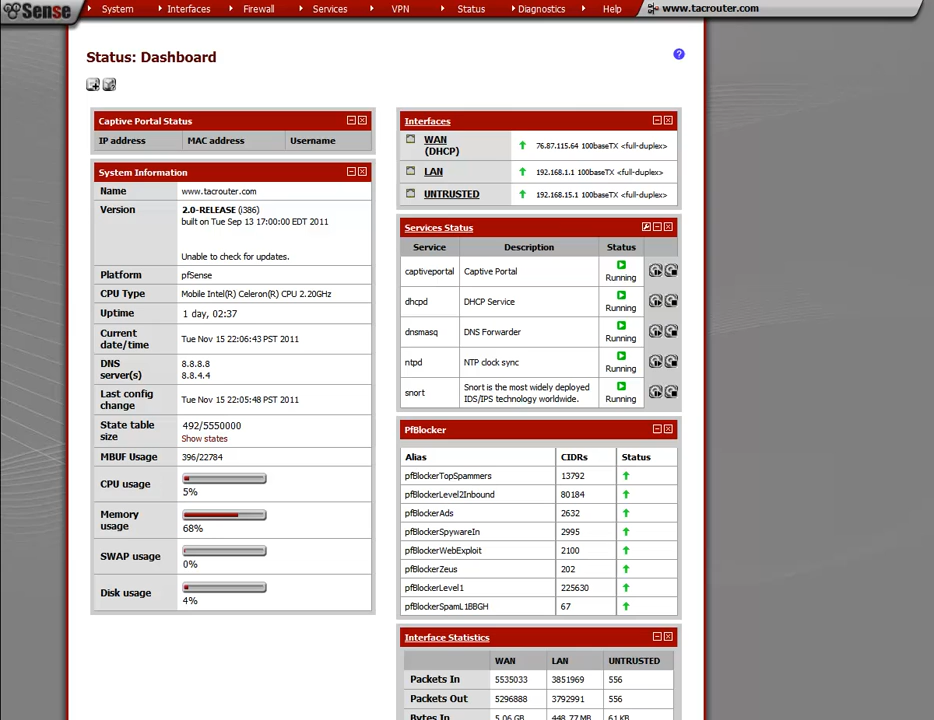 Sense
System Interfaces Firewall Services VPN Status Diagnostics Help www.tacrouter.com
Status: Dashboard
?
Captive Portal Status
IP address MAC address Username
System Information
Name www.tacrouter.com
Version 2.0-RELEASE (i386)
built on Tue Sep 13 17:00:00 EDT 2011
Unable to check for updates.
Platform pfSense
CPU Type Mobile Intel(R) Celeron(R) CPU 2.20GHz
Uptime 1 day, 02:37
Current
date/time Tue Nov 15 22:06:43 PST 2011
DNS 8.8.8.8
server(s) 8.8.4.4
Last config
change Tue Nov 15 22:05:48 PST 2011
State table 492/5550000
size Show states
MBUF Usage 396/22784
CPU usage
5%
Memory
usage
68%
SWAP usage
0%
Disk usage
4%
Interfaces
WAN
(DHCP) 76.87.115.64 100baseTX <full-duplex>
LAN 192.168.1.1 100baseTX <full-duplex>
UNTRUSTED 192.168.15.1 100baseTX <full-duplex>
Services Status
Service Description Status
captiveportal Captive Portal Running
dhcpd DHCP Service Running
dnsmasq DNS Forwarder Running
ntpd NTP clock sync Running
snort Snort is the most widely deployed
IDS/IPS technology worldwide. Running
PfBlocker
Alias CIDRs Status
pfBlockerTopSpammers 13792
pfBlockerLevel2Inbound 80184
pfBlockerAds 2632
pfBlockerSpywareIn 2995
pfBlockerWebExploit 2100
pfBlockerZeus 202
pfBlockerLevel1 225630
pfBlockerSpamL1BBGH 67
Interface Statistics
WAN LAN UNTRUSTED
Packets In 5535033 3851969 556
Packets Out 5296888 3792991 556
Bytes In 5.06 GB 448.77 MB 61 KB